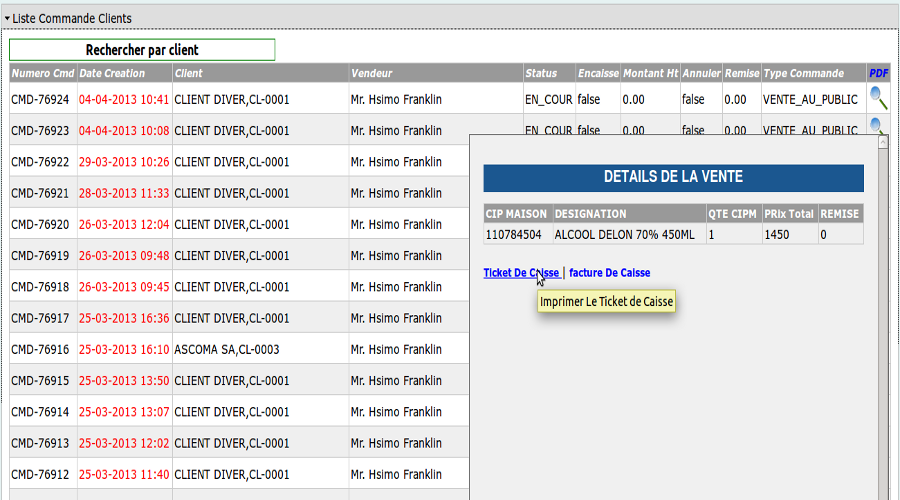 Liste Commande Clients
Rechercher par client
Numero Cmd Date Creation Client Vendeur Status Encaisse Montant Ht Annuler Remise Type Commande PDF
CMD-76924 04-04-2013 10:41 CLIENT DIVER,CL-0001 Mr. Hsimo Franklin EN_COUR false 0.00 false 0.00 VENTE_AU_PUBLIC
CMD-76923 04-04-2013 10:08 CLIENT DIVER,CL-0001 Mr. Hsimo Franklin EN_COUR false 0.00 false 0.00 VENTE_AU_PUBLIC
CMD-76922 29-03-2013 10:26 CLIENT DIVER,CL-0001 Mr. Hsimo Franklin
CMD-76921 28-03-2013 11:33 CLIENT DIVER,CL-0001 Mr. Hsimo Franklin
CMD-76920 26-03-2013 12:04 CLIENT DIVER,CL-0001 Mr. Hsimo Franklin
CMD-76919 26-03-2013 09:48 CLIENT DIVER,CL-0001 Mr. Hsimo Franklin
CMD-76918 26-03-2013 09:45 CLIENT DIVER,CL-0001 Mr. Hsimo Franklin
CMD-76917 25-03-2013 16:36 CLIENT DIVER,CL-0001 Mr. Hsimo Franklin
CMD-76916 25-03-2013 16:10 ASCOMA SA,CL-0003 Mr. Hsimo Franklin
CMD-76915 25-03-2013 13:50 CLIENT DIVER,CL-0001 Mr. Hsimo Franklin
CMD-76914 25-03-2013 13:07 CLIENT DIVER,CL-0001 Mr. Hsimo Franklin
CMD-76913 25-03-2013 12:02 CLIENT DIVER,CL-0001 Mr. Hsimo Franklin
CMD-76912 25-03-2013 11:40 CLIENT DIVER,CL-0001 Mr. Hsimo Franklin
DETAILS DE LA VENTE
CIP MAISON DESIGNATION QTE CIPM PRIx Total REMISE
110784504 ALCOOL DELON 70% 450ML 1 1450 0
Ticket De Caisse | facture De Caisse
Imprimer Le Ticket de Caisse